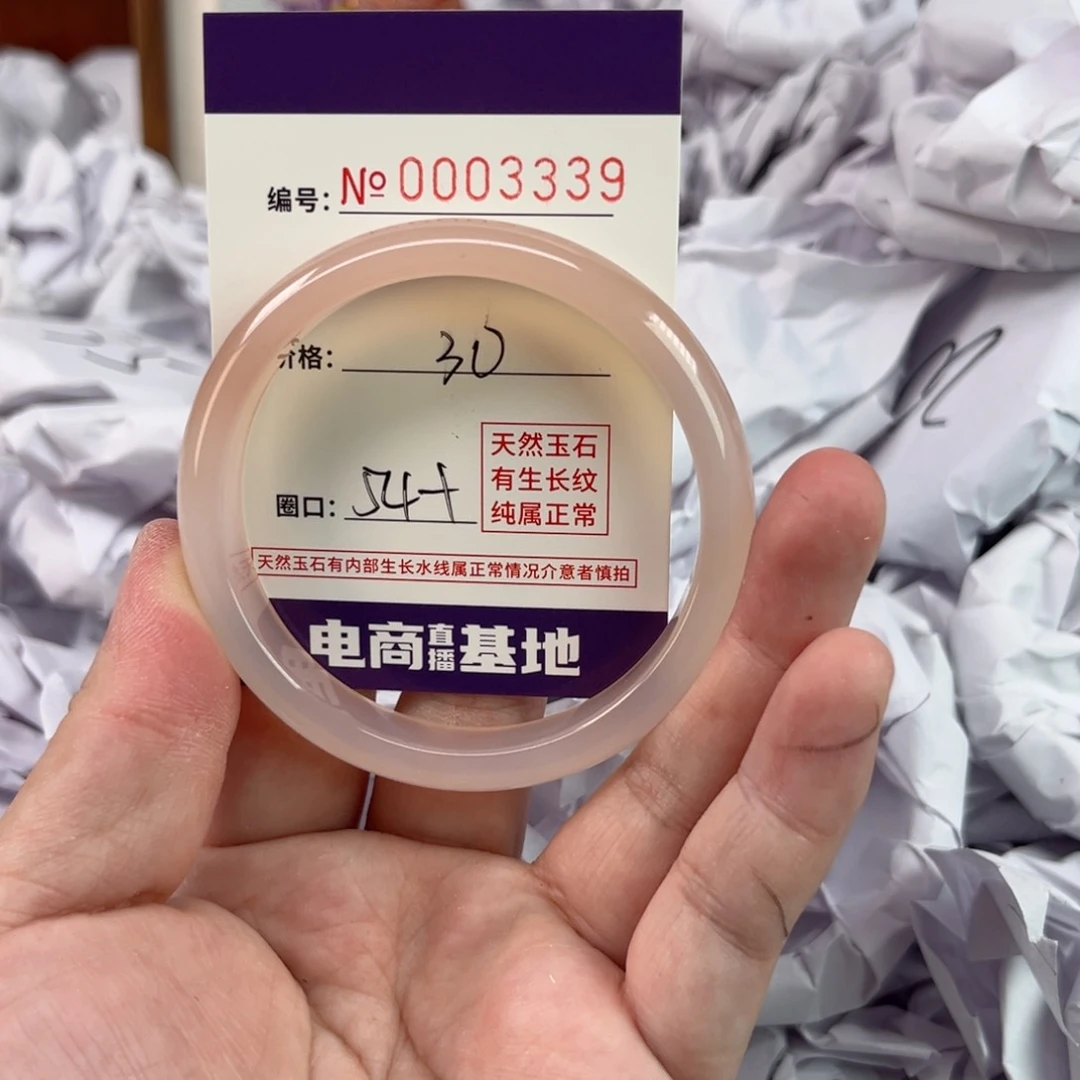 编号: № 0003339
价格: 30
天然玉石
有生长纹
圈口: 54+
纯属正常
天然玉石有内部生长水线属正常情况介意者慎拍
电商直播基地